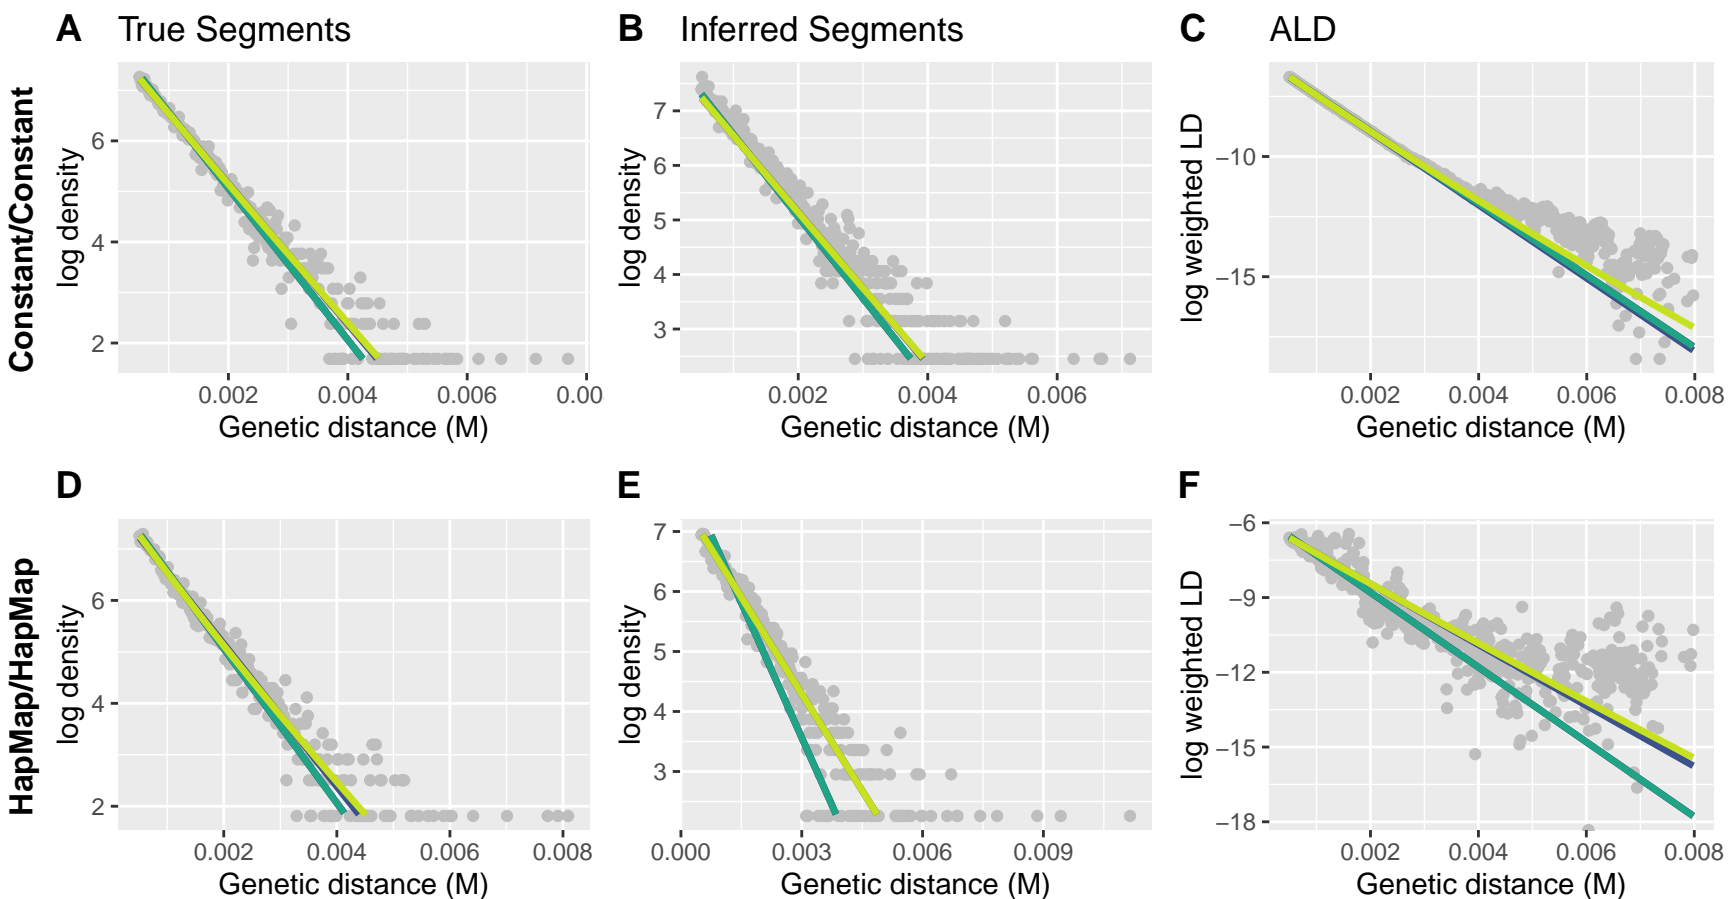 A True Segments
B Inferred Segments
C ALD
Constant/Constant
log density
6
4
2
0.002 0.004 0.006 0.00
Genetic distance (M)
log density
7
6
5
4
3
0.002 0.004 0.006
Genetic distance (M)
log weighted LD
−10
−15
0.002 0.004 0.006 0.008
Genetic distance (M)
D
E
F
HapMap/HapMap
log density
6
4
2
0.002 0.004 0.006 0.008
Genetic distance (M)
log density
7
6
5
4
3
0.000 0.003 0.006 0.009
Genetic distance (M)
log weighted LD
−6
−9
−12
−15
−18
0.002 0.004 0.006 0.008
Genetic distance (M)